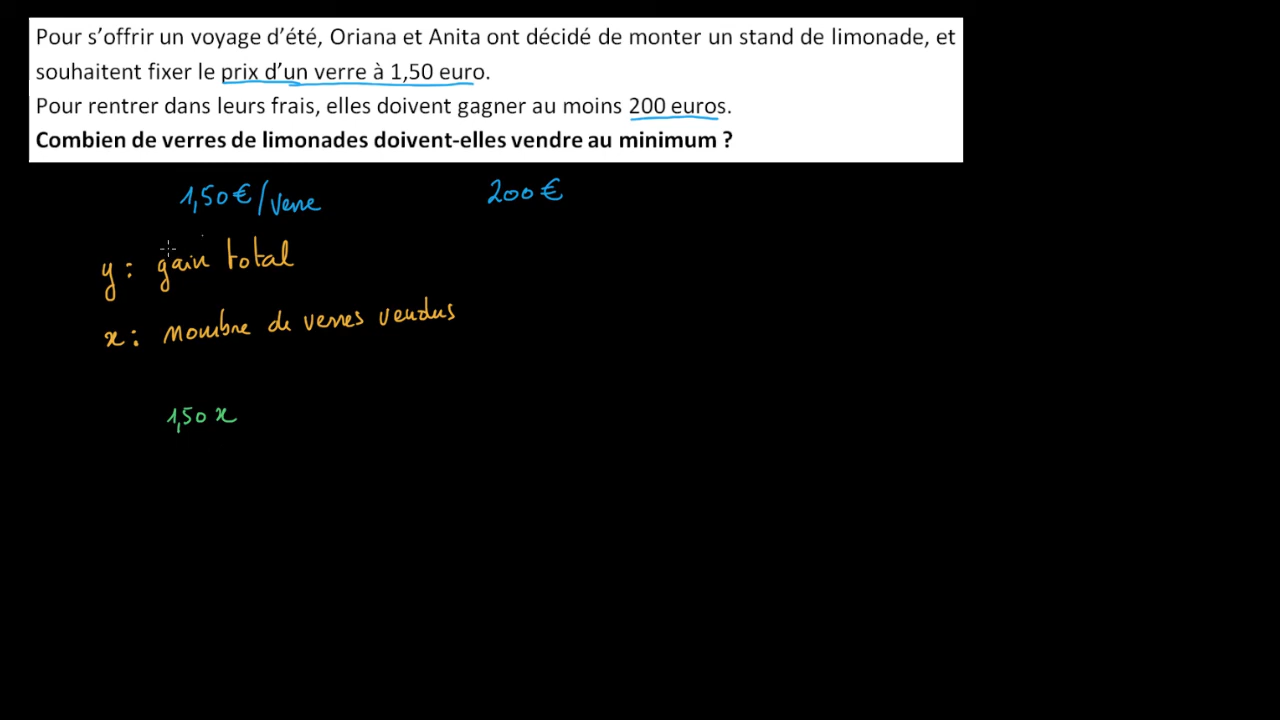 Pour s’offrir un voyage d’été, Oriana et Anita ont décidé de monter un stand de limonade, et
souhaitent fixer le prix d’un verre à 1,50 euro.
Pour rentrer dans leurs frais, elles doivent gagner au moins 200 euros.
Combien de verres de limonades doivent-elles vendre au minimum ?
1,50 € / verre 200 €
y : gain total
x : nombre de verres vendus
1,50 x